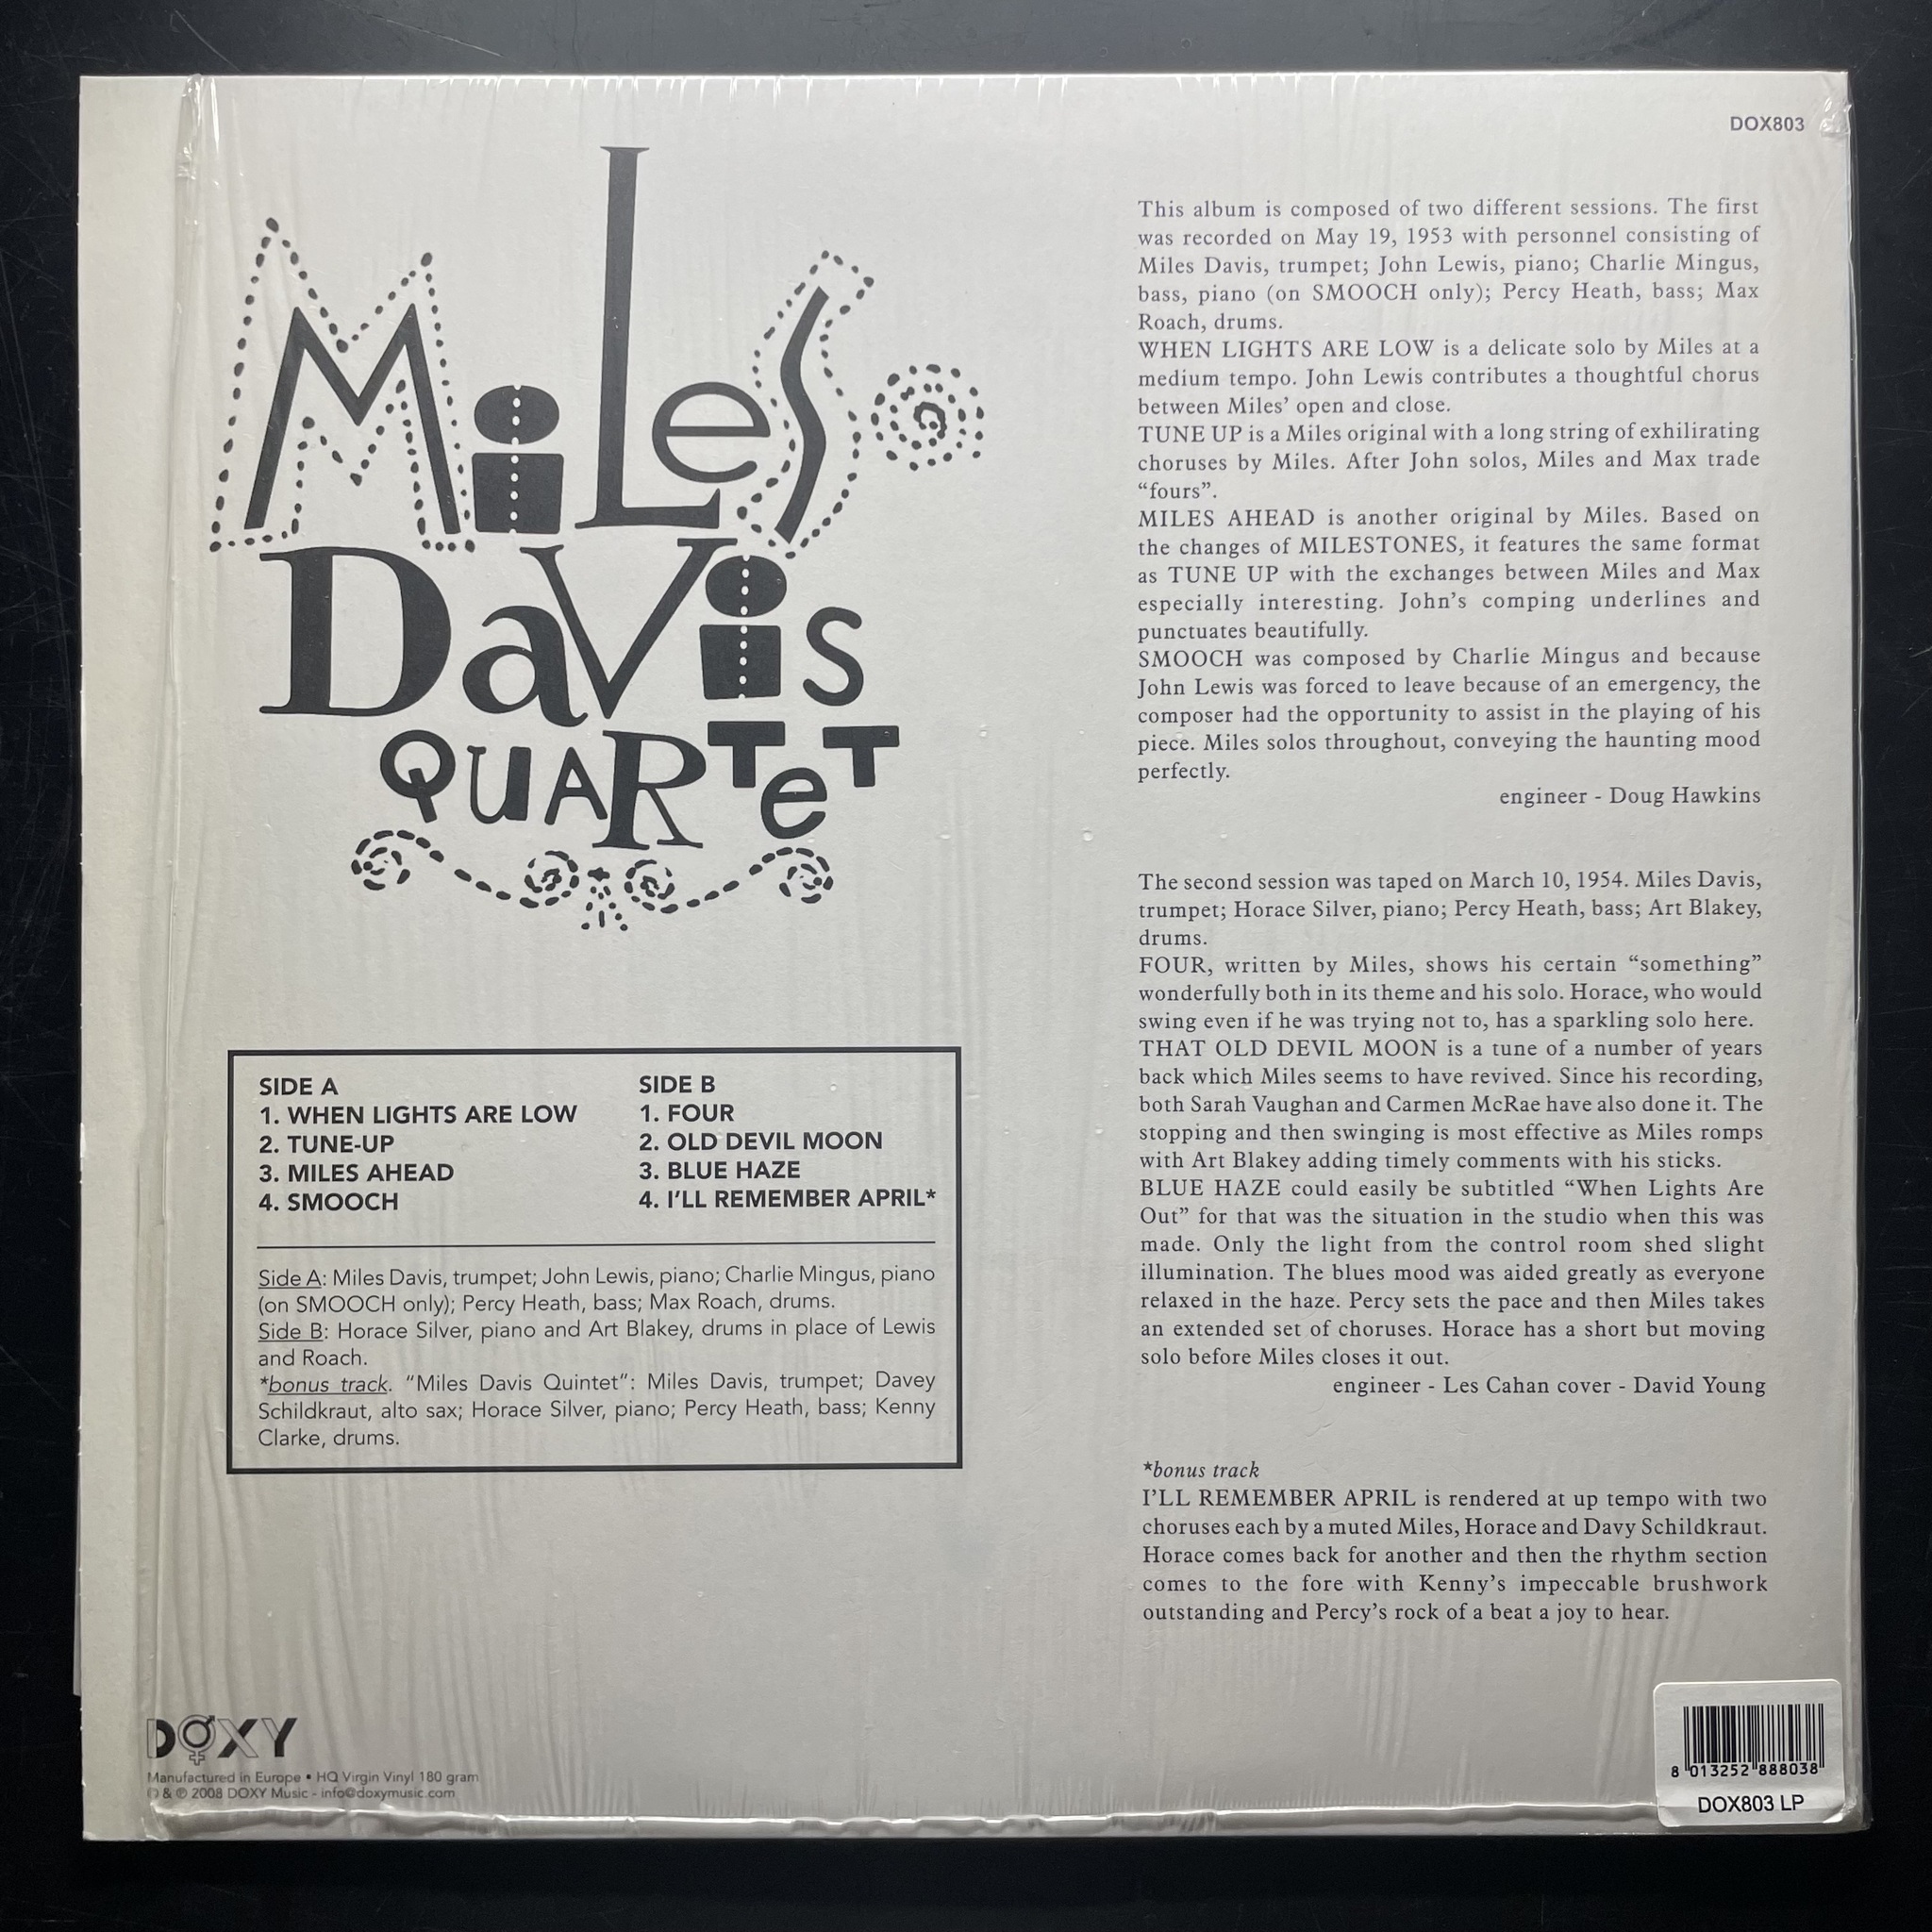 DOX803
MiLeS
DaVis
QUARTeT
SIDE A
1. WHEN LIGHTS ARE LOW
2. TUNE-UP
3. MILES AHEAD
4. SMOOCH
SIDE B
1. FOUR
2. OLD DEVIL MOON
3. BLUE HAZE
4. I’LL REMEMBER APRIL*
Side A: Miles Davis, trumpet; John Lewis, piano; Charlie Mingus, piano
(on SMOOCH only); Percy Heath, bass; Max Roach, drums.
Side B: Horace Silver, piano and Art Blakey, drums in place of Lewis
and Roach.
*bonus track. “Miles Davis Quintet“: Miles Davis, trumpet; Davey
Schildkraut, alto sax; Horace Silver, piano; Percy Heath, bass; Kenny
Clarke, drums.
This album is composed of two different sessions. The first
was recorded on May 19, 1953 with personnel consisting of
Miles Davis, trumpet; John Lewis, piano; Charlie Mingus,
bass, piano (on SMOOCH only); Percy Heath, bass; Max
Roach, drums.
WHEN LIGHTS ARE LOW is a delicate solo by Miles at a
medium tempo. John Lewis contributes a thoughtful chorus
between Miles’ open and close.
TUNE UP is a Miles original with a long string of exhilirating
choruses by Miles. After John solos, Miles and Max trade
“fours”.
MILES AHEAD is another original by Miles. Based on
the changes of MILESTONES, it features the same format
as TUNE UP with the exchanges between Miles and Max
especially interesting. John’s comping underlines and
punctuates beautifully.
SMOOCH was composed by Charlie Mingus and because
John Lewis was forced to leave because of an emergency, the
composer had the opportunity to assist in the playing of his
piece. Miles solos throughout, conveying the haunting mood
perfectly.
engineer - Doug Hawkins
The second session was taped on March 10, 1954. Miles Davis,
trumpet; Horace Silver, piano; Percy Heath, bass; Art Blakey,
drums.
FOUR, written by Miles, shows his certain “something”
wonderfully both in its theme and his solo. Horace, who would
swing even if he was trying not to, has a sparkling solo here.
THAT OLD DEVIL MOON is a tune of a number of years
back which Miles seems to have revived. Since his recording,
both Sarah Vaughan and Carmen McRae have also done it. The
stopping and then swinging is most effective as Miles romps
with Art Blakey adding timely comments with his sticks.
BLUE HAZE could easily be subtitled “When Lights Are
Out” for that was the situation in the studio when this was
made. Only the light from the control room shed slight
illumination. The blues mood was aided greatly as everyone
relaxed in the haze. Percy sets the pace and then Miles takes
an extended set of choruses. Horace has a short but moving
solo before Miles closes it out.
engineer - Les Cahan cover - David Young
*bonus track
I’LL REMEMBER APRIL is rendered at up tempo with two
choruses each by a muted Miles, Horace and Davy Schildkraut.
Horace comes back for another and then the rhythm section
comes to the fore with Kenny’s impeccable brushwork
outstanding and Percy’s rock of a beat a joy to hear.
DOXY
Manufactured in Europe • HQ Virgin Vinyl 180 gram
© & ℗ 2008 DOXY Music - info@doxymusic.com
8 013252 888038
DOX803 LP